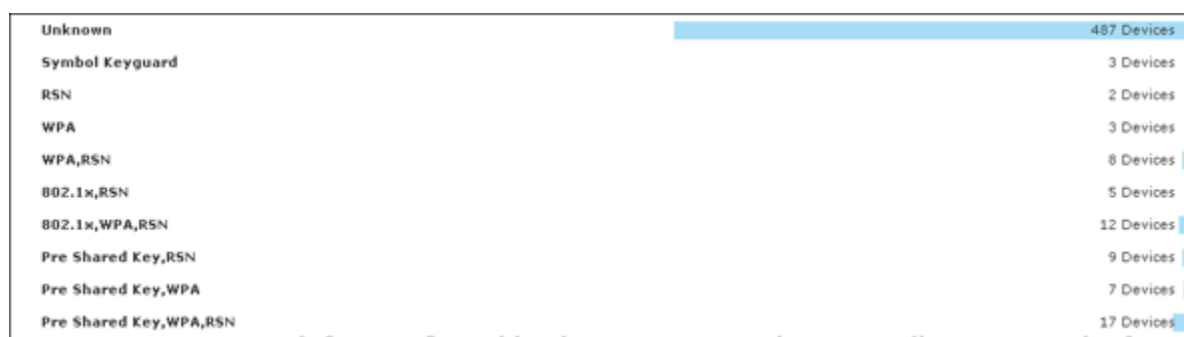 Unknown 487 Devices
Symbol Keyguard 3 Devices
RSN 2 Devices
WPA 3 Devices
WPA,RSN 8 Devices
802.1x,RSN 5 Devices
802.1x,WPA,RSN 12 Devices
Pre Shared Key,RSN 9 Devices
Pre Shared Key,WPA 7 Devices
Pre Shared Key,WPA,RSN 17 Devices